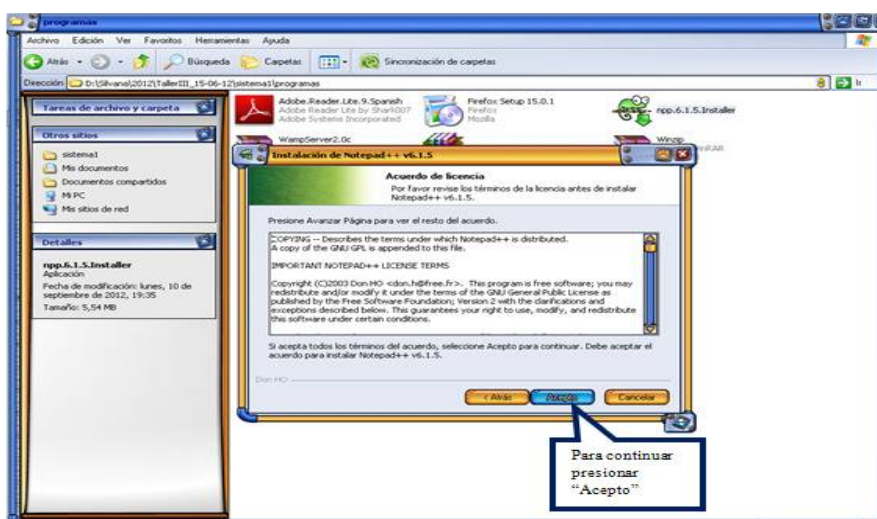 programas
Archivo Edición Ver Favoritos Herramientas Ayuda
Atrás Búsqueda Carpetas Sincronización de carpetas
Dirección D:\Silvana\2012\TallerIII_15-06-12\sistema1\programas Ir
Tareas de archivo y carpeta
Otros sitios
sistema1
Mis documentos
Documentos compartidos
Mi PC
Mis sitios de red
Detalles
npp.6.1.5.Installer
Aplicación
Fecha de modificación: lunes, 10 de
septiembre de 2012, 19:35
Tamaño: 5,54 MB
Adobe.Reader.Lite.9.Spanish
Adobe Reader Lite by Shark007
Adobe Systems Incorporated
Firefox Setup 15.0.1
Firefox
Mozilla
npp.6.1.5.Installer
WampServer2.0c
Winzip
WinRAR
Instalación de Notepad++ v6.1.5
Acuerdo de licencia
Por favor revise los términos de la licencia antes de instalar
Notepad++ v6.1.5.
Presione Avanzar Página para ver el resto del acuerdo.
COPYING -- Describes the terms under which Notepad++ is distributed.
A copy of the GNU GPL is appended to this file.
IMPORTANT NOTEPAD++ LICENSE TERMS
Copyright (C)2003 Don HO <don.h@free.fr>. This program is free software; you may
redistribute and/or modify it under the terms of the GNU General Public License as
published by the Free Software Foundation; Version 2 with the clarifications and
exceptions described below. This guarantees your right to use, modify, and redistribute
this software under certain conditions.
Si acepta todos los términos del acuerdo, seleccione Acepto para continuar. Debe aceptar el
acuerdo para instalar Notepad++ v6.1.5.
Don HO
< Atrás Acepto Cancelar
Para continuar
presionar
“Acepto”